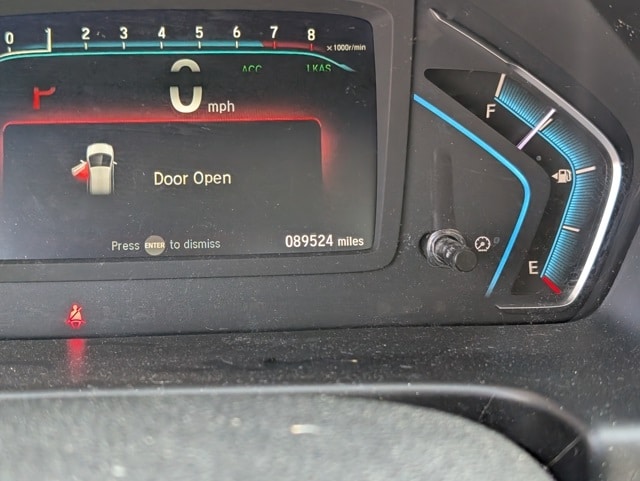 0 1 2 3 4 5 6 7 8 x1000r/min
ACC LKAS
0 mph
Door Open
Press ENTER to dismiss
089524 miles
F
E